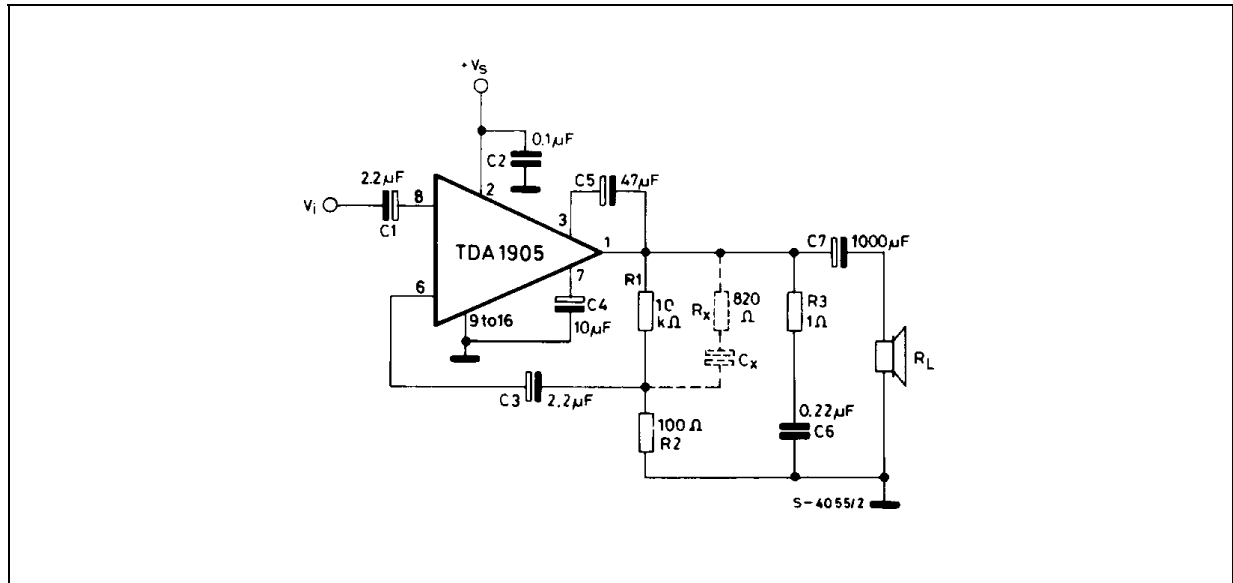 +Vs
0.1µF
C2
2.2µF
C5
47µF
8
2
Vi
C1
3
TDA1905
1
C7
1000µF
7
R1
6
10
kΩ
Rx
820
Ω
R3
1Ω
C4
9 to 16
10µF
Cx
RL
C3
2.2µF
100Ω
R2
0.22µF
C6
S-4055/2